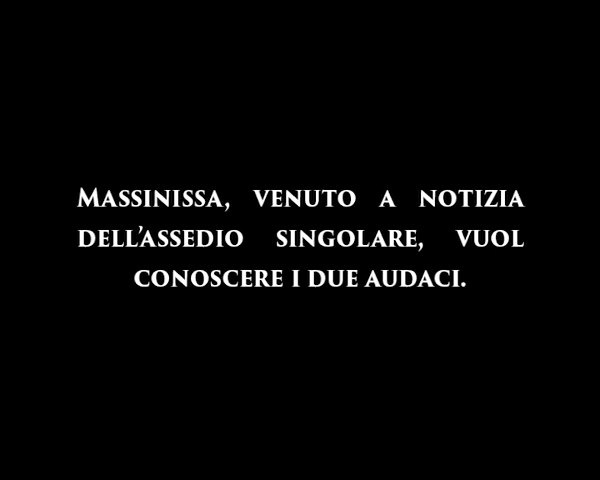 Massinissa, venuto a notizia
dell’assedio singolare, vuol
conoscere i due audaci.